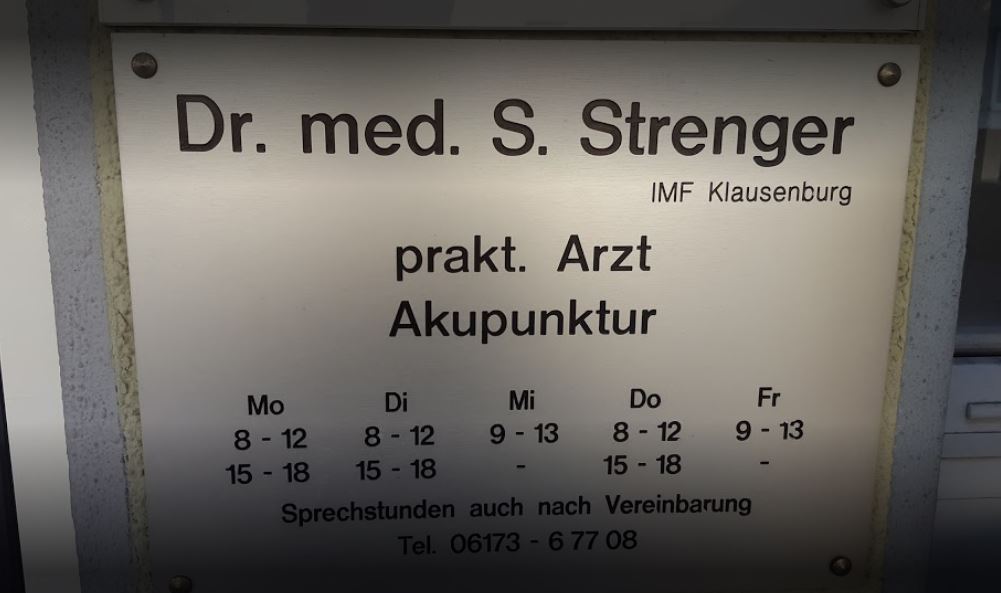 Dr. med. S. Strenger
IMF Klausenburg
prakt. Arzt
Akupunktur
Mo Di Mi Do Fr
8 - 12 8 - 12 9 - 13 8 - 12 9 - 13
15 - 18 15 - 18 - 15 - 18 -
Sprechstunden auch nach Vereinbarung
Tel. 06173 - 6 77 08